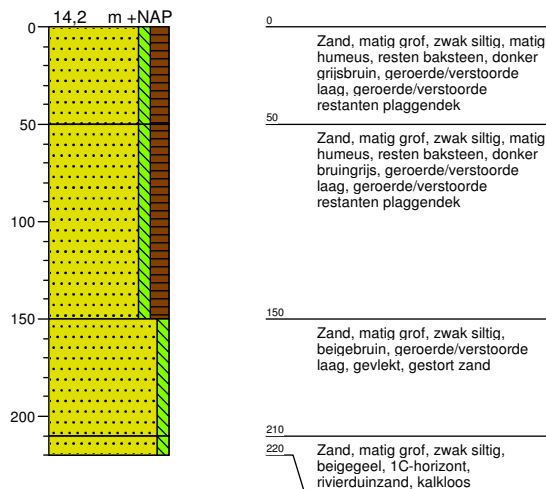 14,2 m +NAP
0
50
100
150
200
0
Zand, matig grof, zwak siltig, matig
humeus, resten baksteen, donker
grijsbruin, geroerde/verstoorde
laag, geroerde/verstoorde
restanten plaggendek
50
Zand, matig grof, zwak siltig, matig
humeus, resten baksteen, donker
bruingrijs, geroerde/verstoorde
laag, geroerde/verstoorde
restanten plaggendek
150
Zand, matig grof, zwak siltig,
beigebruin, geroerde/verstoorde
laag, gevlekt, gestort zand
210
220
Zand, matig grof, zwak siltig,
beigegeel, 1C-horizont,
rivierduinzand, kalkloos